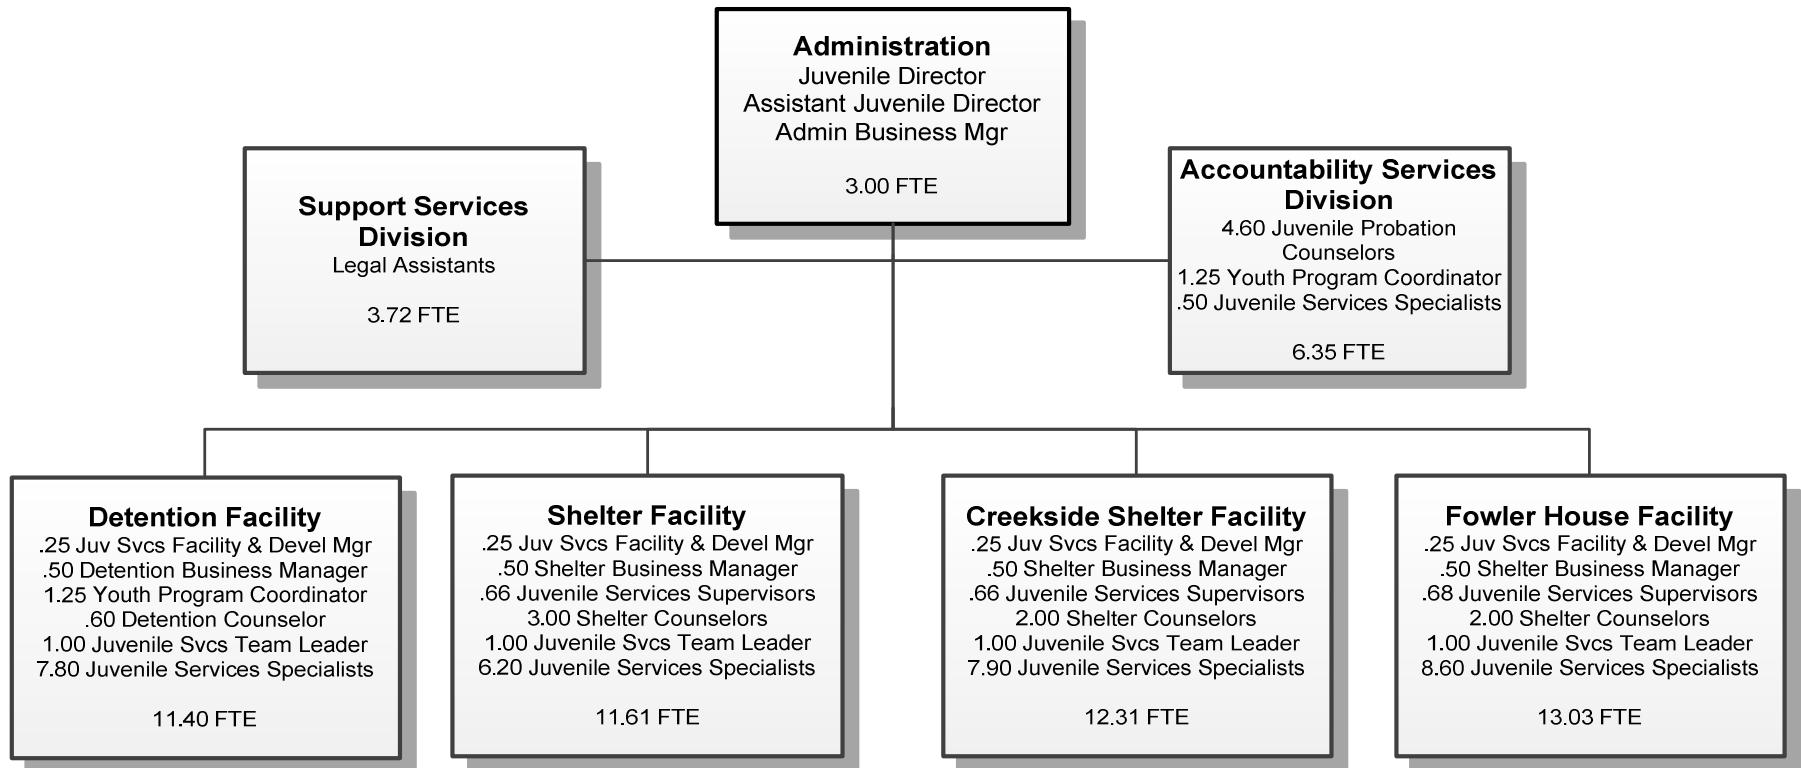 Administration
Juvenile Director
Assistant Juvenile Director
Admin Business Mgr
3.00 FTE
Support Services
Division
Legal Assistants
3.72 FTE
Accountability Services
Division
4.60 Juvenile Probation
Counselors
1.25 Youth Program Coordinator
.50 Juvenile Services Specialists
6.35 FTE
Detention Facility
.25 Juv Svcs Facility & Devel Mgr
.50 Detention Business Manager
1.25 Youth Program Coordinator
.60 Detention Counselor
1.00 Juvenile Svcs Team Leader
7.80 Juvenile Services Specialists
11.40 FTE
Shelter Facility
.25 Juv Svcs Facility & Devel Mgr
.50 Shelter Business Manager
.66 Juvenile Services Supervisors
3.00 Shelter Counselors
1.00 Juvenile Svcs Team Leader
6.20 Juvenile Services Specialists
11.61 FTE
Creekside Shelter Facility
.25 Juv Svcs Facility & Devel Mgr
.50 Shelter Business Manager
.66 Juvenile Services Supervisors
2.00 Shelter Counselors
1.00 Juvenile Svcs Team Leader
7.90 Juvenile Services Specialists
12.31 FTE
Fowler House Facility
.25 Juv Svcs Facility & Devel Mgr
.50 Shelter Business Manager
.68 Juvenile Services Supervisors
2.00 Shelter Counselors
1.00 Juvenile Svcs Team Leader
8.60 Juvenile Services Specialists
13.03 FTE